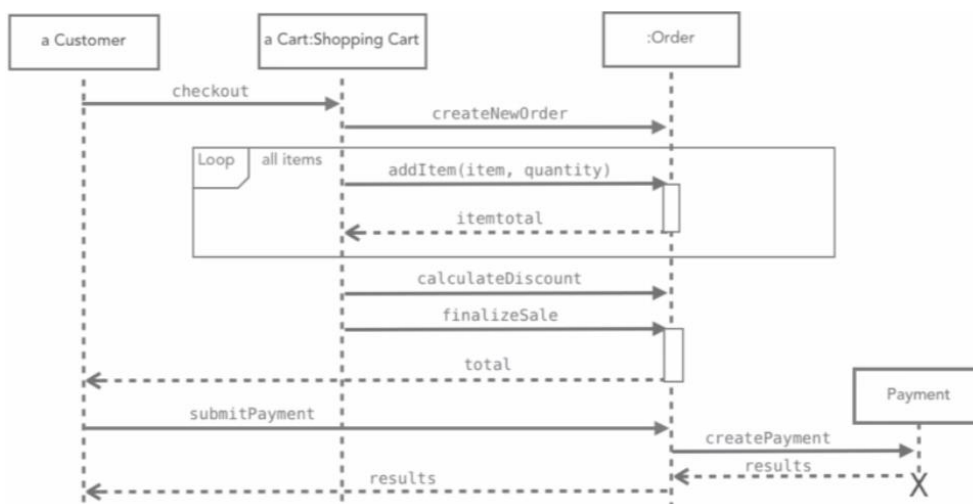 a Customer
a Cart:Shopping Cart
:Order
checkout
createNewOrder
Loop
all items
addItem(item, quantity)
itemtotal
calculateDiscount
finalizeSale
total
Payment
submitPayment
createPayment
results
results